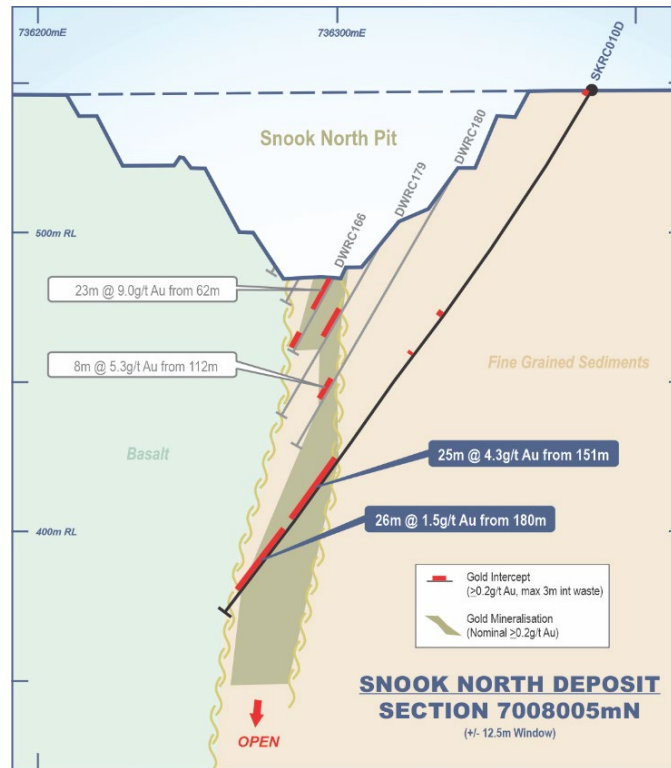 736200mE
736300mE
SKRC010D
Snook North Pit
DWRC180
DWRC179
DWRC166
500m RL
23m @ 9.0g/t Au from 62m
8m @ 5.3g/t Au from 112m
Fine Grained Sediments
Basalt
25m @ 4.3g/t Au from 151m
26m @ 1.5g/t Au from 180m
400m RL
Gold Intercept
(≥0.2g/t Au, max 3m int waste)
Gold Mineralisation
(Nominal ≥0.2g/t Au)
SNOOK NORTH DEPOSIT
SECTION 7008005mN
(+/- 12.5m Window)
OPEN